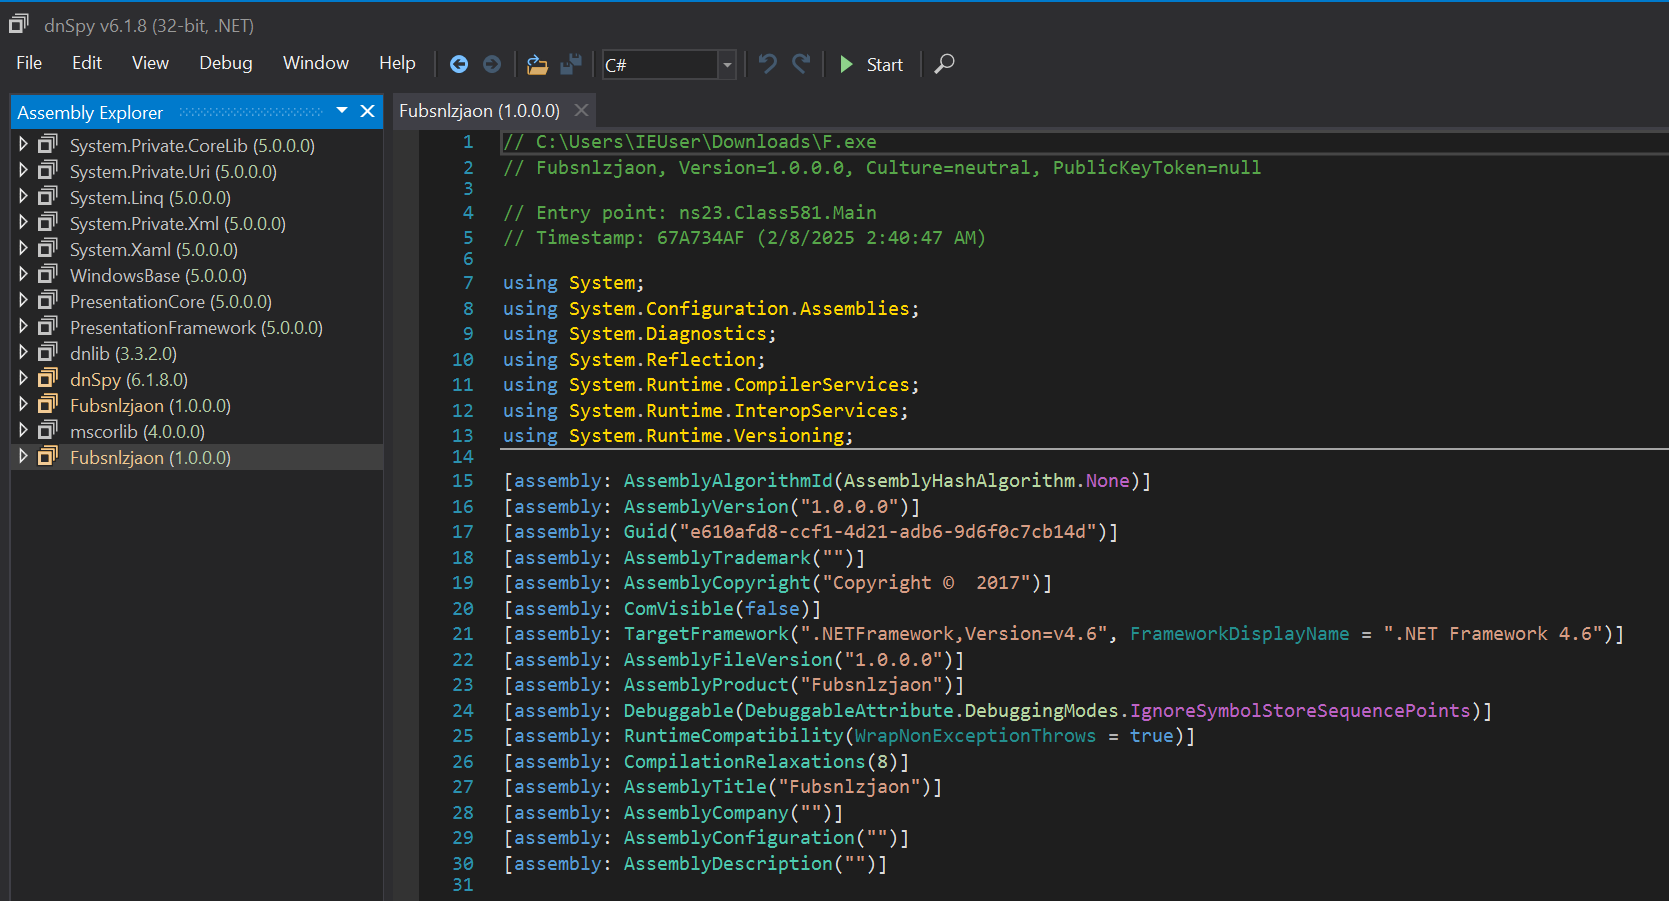 dnSpy v6.1.8 (32-bit, .NET)
File Edit View Debug Window Help C# Start
Assembly Explorer
System.Private.CoreLib (5.0.0.0)
System.Private.Uri (5.0.0.0)
System.Linq (5.0.0.0)
System.Private.Xml (5.0.0.0)
System.Xaml (5.0.0.0)
WindowsBase (5.0.0.0)
PresentationCore (5.0.0.0)
PresentationFramework (5.0.0.0)
dnlib (3.3.2.0)
dnSpy (6.1.8.0)
Fubsnlzjaon (1.0.0.0)
mscorlib (4.0.0.0)
Fubsnlzjaon (1.0.0.0)
Fubsnlzjaon (1.0.0.0)
1 // C:\Users\IEUser\Downloads\F.exe
2 // Fubsnlzjaon, Version=1.0.0.0, Culture=neutral, PublicKeyToken=null
3
4 // Entry point: ns23.Class581.Main
5 // Timestamp: 67A734AF (2/8/2025 2:40:47 AM)
6
7 using System;
8 using System.Configuration.Assemblies;
9 using System.Diagnostics;
10 using System.Reflection;
11 using System.Runtime.CompilerServices;
12 using System.Runtime.InteropServices;
13 using System.Runtime.Versioning;
14
15 [assembly: AssemblyAlgorithmId(AssemblyHashAlgorithm.None)]
16 [assembly: AssemblyVersion("1.0.0.0")]
17 [assembly: Guid("e610afd8-ccf1-4d21-adb6-9d6f0c7cb14d")]
18 [assembly: AssemblyTrademark("")]
19 [assembly: AssemblyCopyright("Copyright ©  2017")]
20 [assembly: ComVisible(false)]
21 [assembly: TargetFramework(".NETFramework,Version=v4.6", FrameworkDisplayName = ".NET Framework 4.6")]
22 [assembly: AssemblyFileVersion("1.0.0.0")]
23 [assembly: AssemblyProduct("Fubsnlzjaon")]
24 [assembly: Debuggable(DebuggableAttribute.DebuggingModes.IgnoreSymbolStoreSequencePoints)]
25 [assembly: RuntimeCompatibility(WrapNonExceptionThrows = true)]
26 [assembly: CompilationRelaxations(8)]
27 [assembly: AssemblyTitle("Fubsnlzjaon")]
28 [assembly: AssemblyCompany("")]
29 [assembly: AssemblyConfiguration("")]
30 [assembly: AssemblyDescription("")]
31